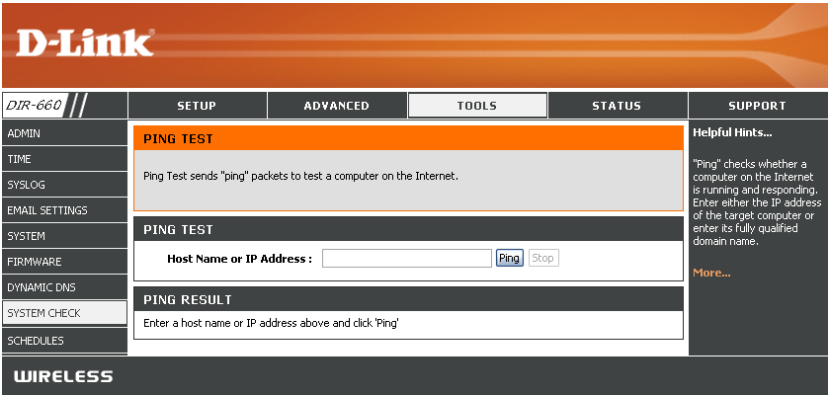 D-Link
DIR-660
SETUP
ADVANCED
TOOLS
STATUS
SUPPORT
ADMIN
TIME
SYSLOG
EMAIL SETTINGS
SYSTEM
FIRMWARE
DYNAMIC DNS
SYSTEM CHECK
SCHEDULES
PING TEST
Ping Test sends "ping" packets to test a computer on the Internet.
PING TEST
Host Name or IP Address :
Ping
Stop
PING RESULT
Enter a host name or IP address above and click 'Ping'
Helpful Hints...
"Ping" checks whether a
computer on the Internet
is running and responding.
Enter either the IP address
of the target computer or
enter its fully qualified
domain name.
More...
WIRELESS